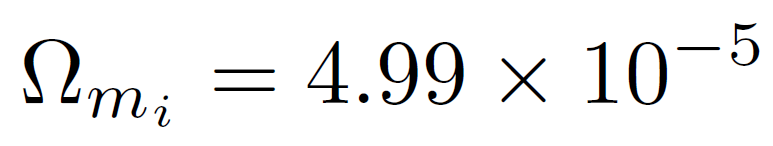 Ω_{m_i} = 4.99 × 10^{−5}